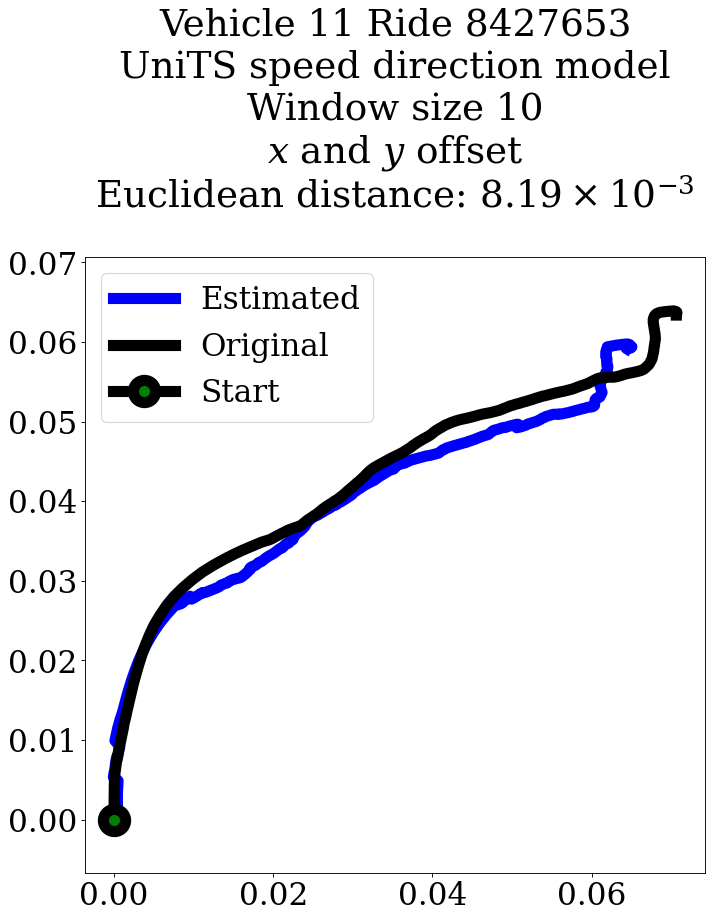 Vehicle 11 Ride 8427653
UniTS speed direction model
Window size 10
x and y offset
Euclidean distance: 8.19 × 10⁻³
0.07
0.06
0.05
0.04
0.03
0.02
0.01
0.00
Estimated
Original
Start
0.00 0.02 0.04 0.06